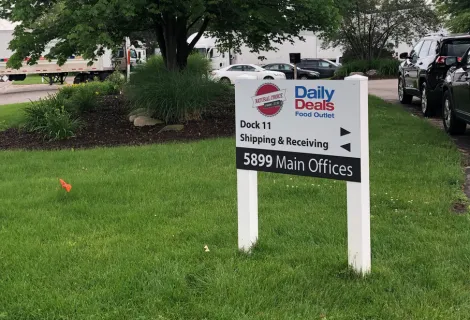 Daily
Deals
Food Outlet
Dock 11
Shipping & Receiving
5899 Main Offices